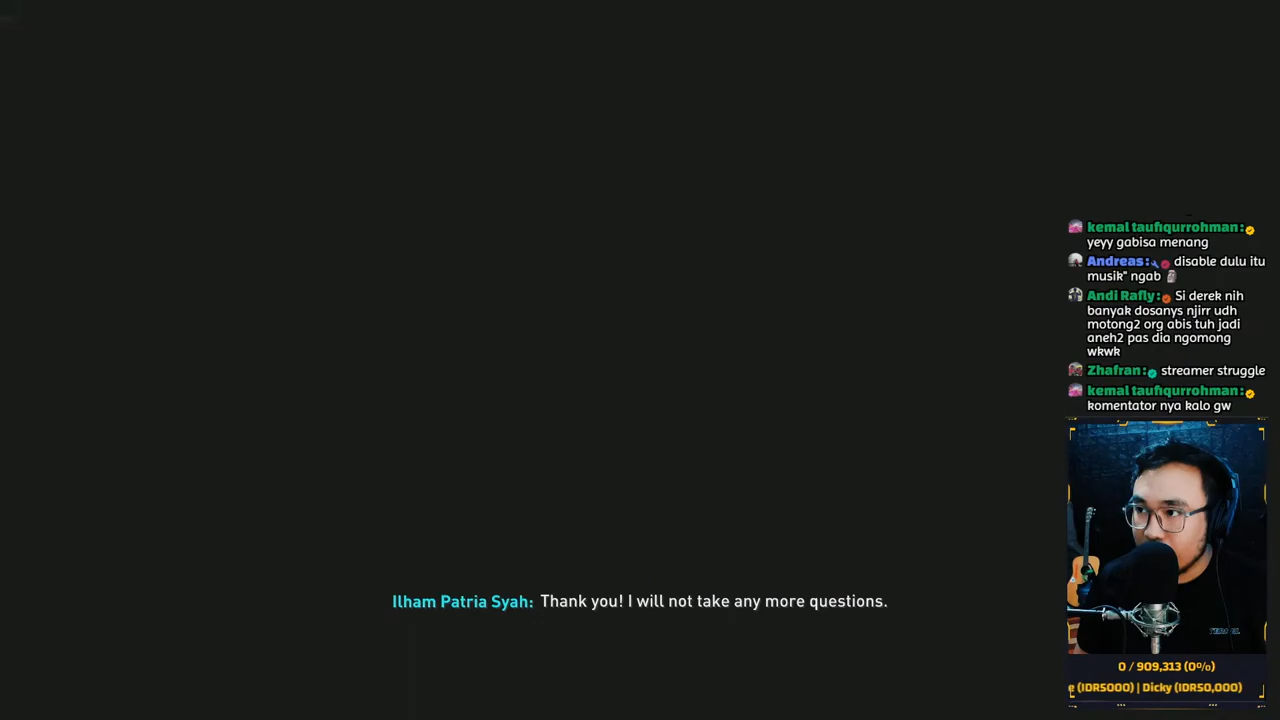 kemal taufiqurrohman:
yeyy gabisa menang
Andreas: disable dulu itu
musik" ngab
Andi Rafly: Si derek nih
banyak dosanys njirr udh
motong2 org abis tuh jadi
aneh2 pas dia ngomong
wkwk
Zhafran: streamer struggle
kemal taufiqurrohman:
komentator nya kalo gw
Ilham Patria Syah: Thank you! I will not take any more questions.
0 / 909,313 (0%)
e (IDR5000) | Dicky (IDR50,000)